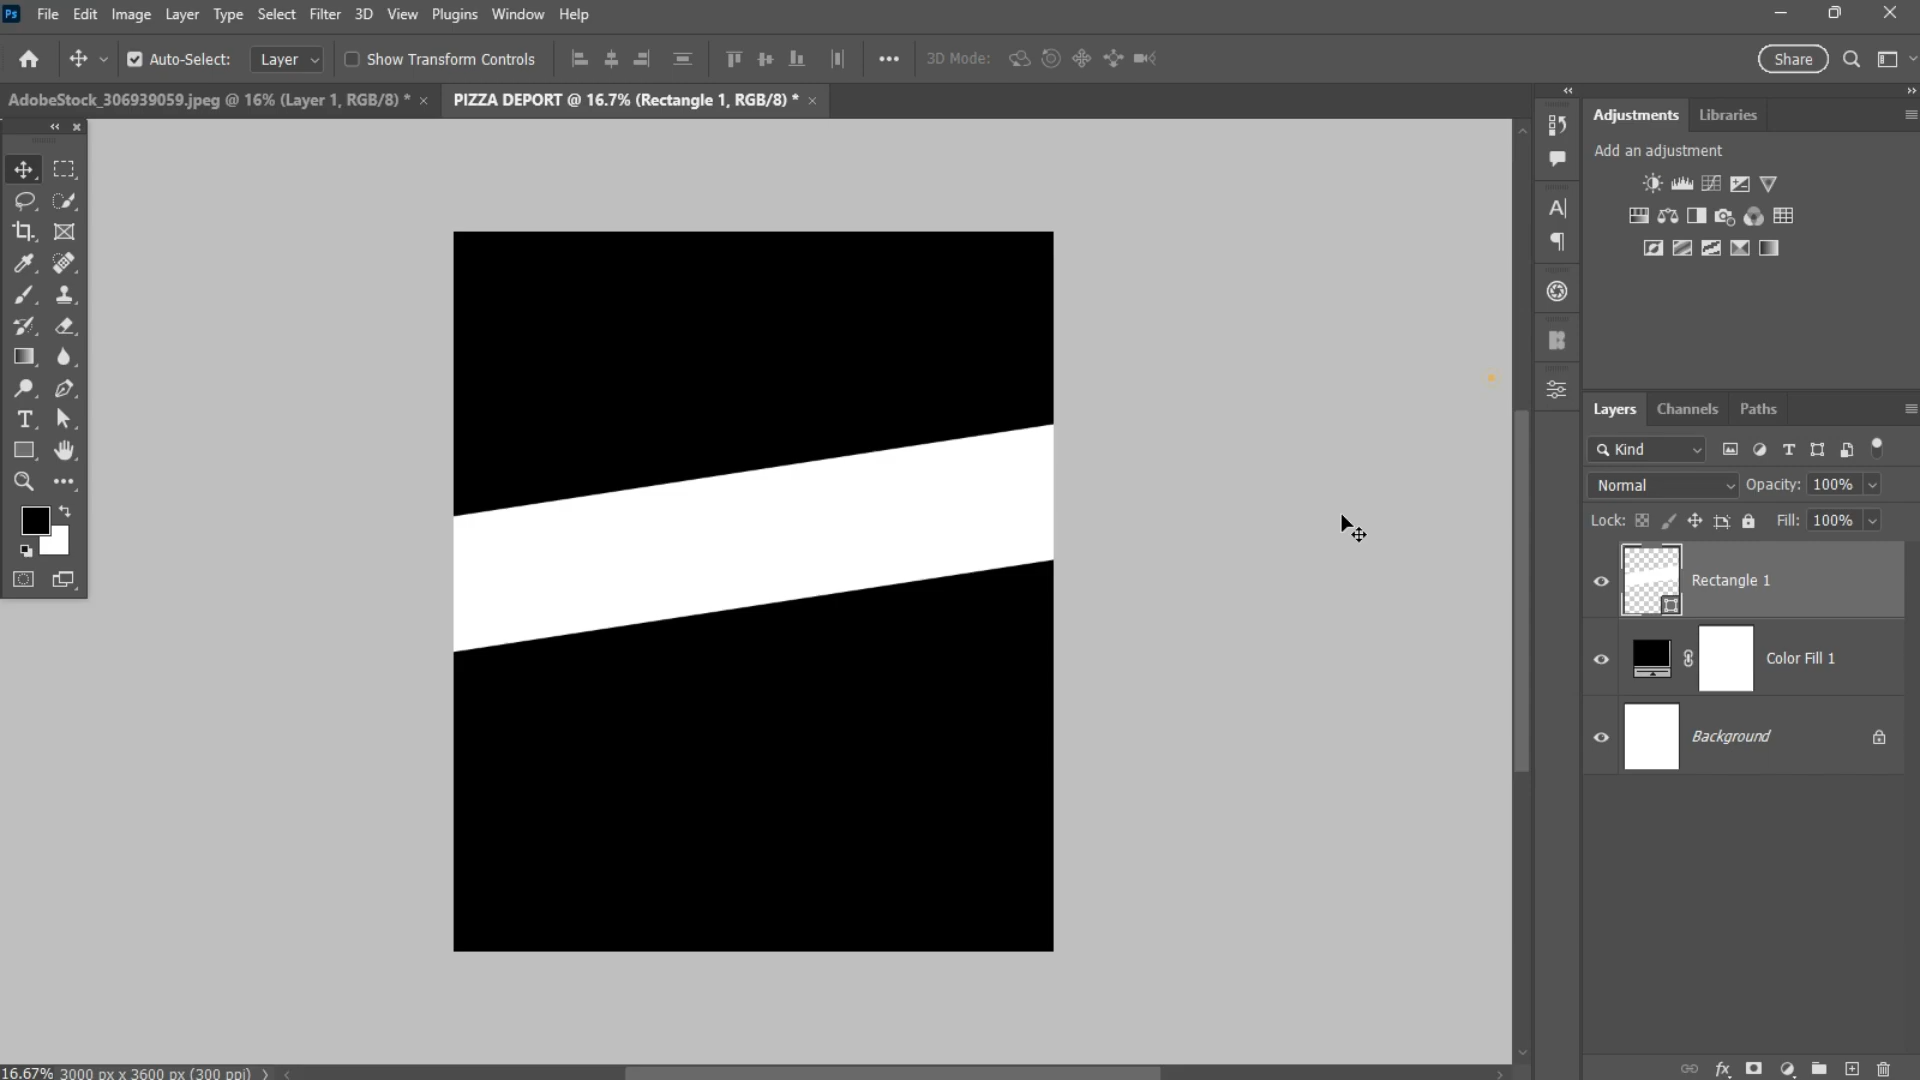 Ps File Edit Image Layer Type Select Filter 3D View Plugins Window Help
Auto-Select: Layer Show Transform Controls 3D Mode: Share
AdobeStock_306939059.jpeg @ 16% (Layer 1, RGB/8) * × PIZZA DEPORT @ 16.7% (Rectangle 1, RGB/8) * ×
Adjustments Libraries
Add an adjustment
Layers Channels Paths
Kind
Normal Opacity: 100%
Lock: Fill: 100%
Rectangle 1
Color Fill 1
Background
16.67% 3000 px x 3600 px (300 ppi)